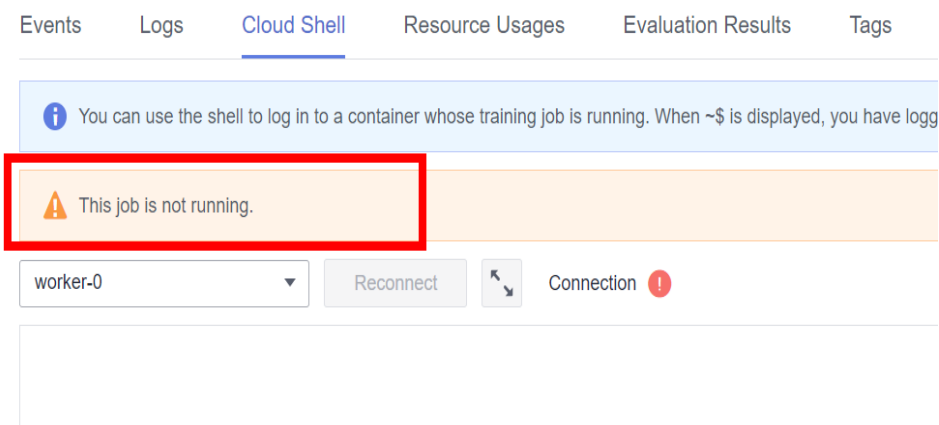 Events Logs Cloud Shell Resource Usages Evaluation Results Tags
You can use the shell to log in to a container whose training job is running. When ~$ is displayed, you have logg
This job is not running.
worker-0 Reconnect Connection